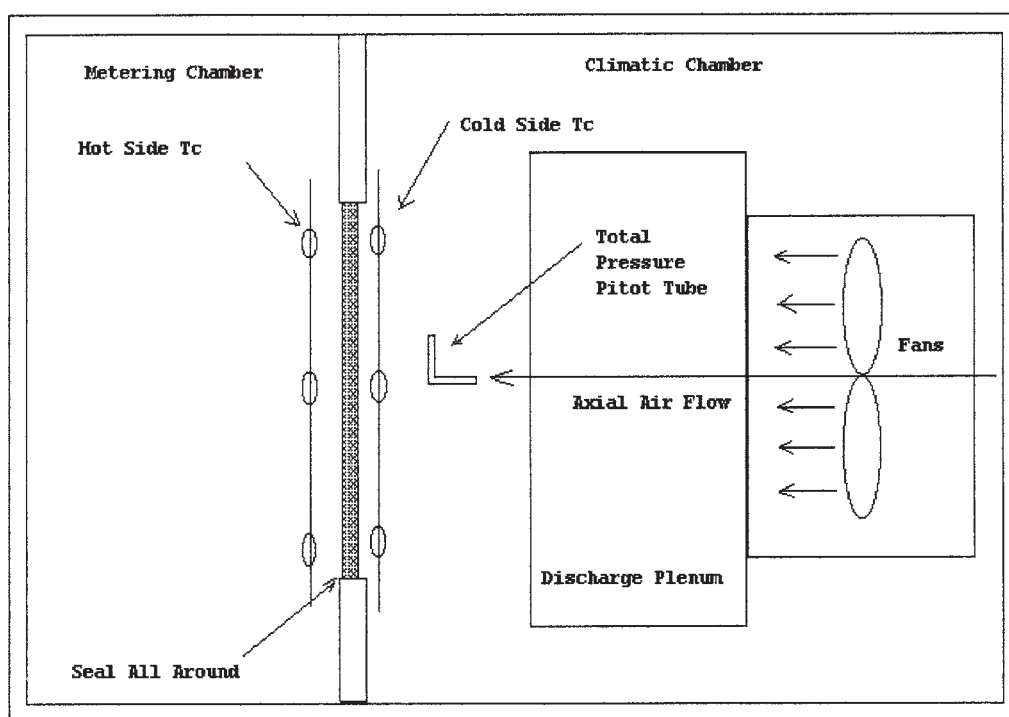 Metering Chamber
Climatic Chamber
Hot Side Tc
Cold Side Tc
Total
Pressure
Pitot Tube
Fans
Axial Air Flow
Discharge Plenum
Seal All Around